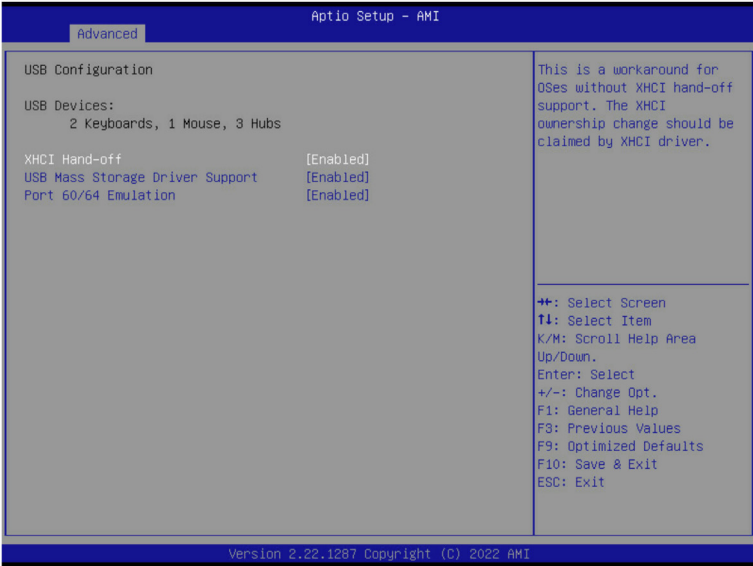 Aptio Setup – AMI
Advanced
USB Configuration
USB Devices:
2 Keyboards, 1 Mouse, 3 Hubs
XHCI Hand-off [Enabled]
USB Mass Storage Driver Support [Enabled]
Port 60/64 Emulation [Enabled]
This is a workaround for
OSes without XHCI hand-off
support. The XHCI
ownership change should be
claimed by XHCI driver.
→←: Select Screen
↑↓: Select Item
K/M: Scroll Help Area
Up/Down.
Enter: Select
+/-: Change Opt.
F1: General Help
F3: Previous Values
F9: Optimized Defaults
F10: Save & Exit
ESC: Exit
Version 2.22.1287 Copyright (C) 2022 AMI